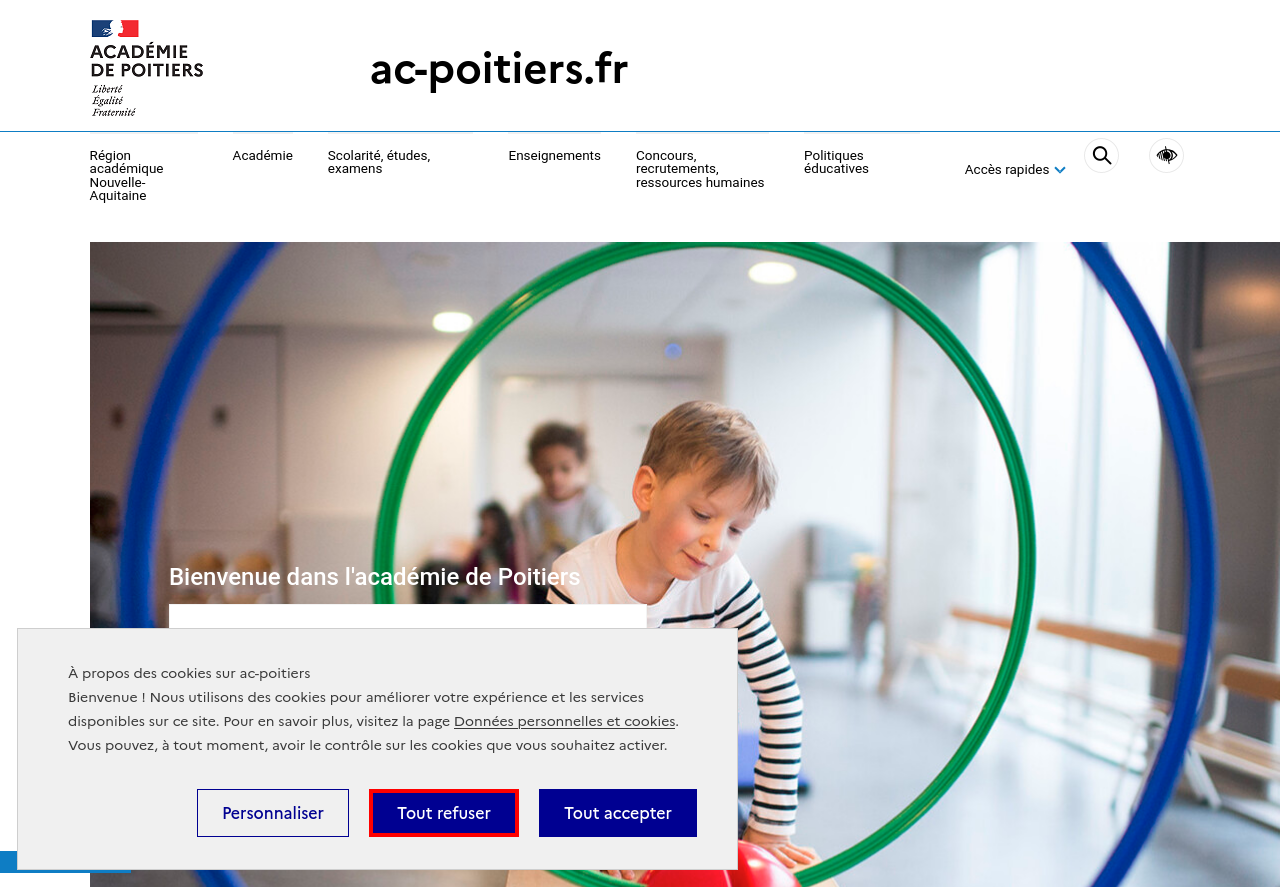 ACADÉMIE
DE POITIERS
Liberté
Égalité
Fraternité
ac-poitiers.fr
Région
académique
Nouvelle-
Aquitaine
Académie
Scolarité, études,
examens
Enseignements
Concours,
recrutements,
ressources humaines
Politiques
éducatives
Accès rapides
Bienvenue dans l'académie de Poitiers
À propos des cookies sur ac-poitiers
Bienvenue ! Nous utilisons des cookies pour améliorer votre expérience et les services
disponibles sur ce site. Pour en savoir plus, visitez la page Données personnelles et cookies.
Vous pouvez, à tout moment, avoir le contrôle sur les cookies que vous souhaitez activer.
Personnaliser
Tout refuser
Tout accepter